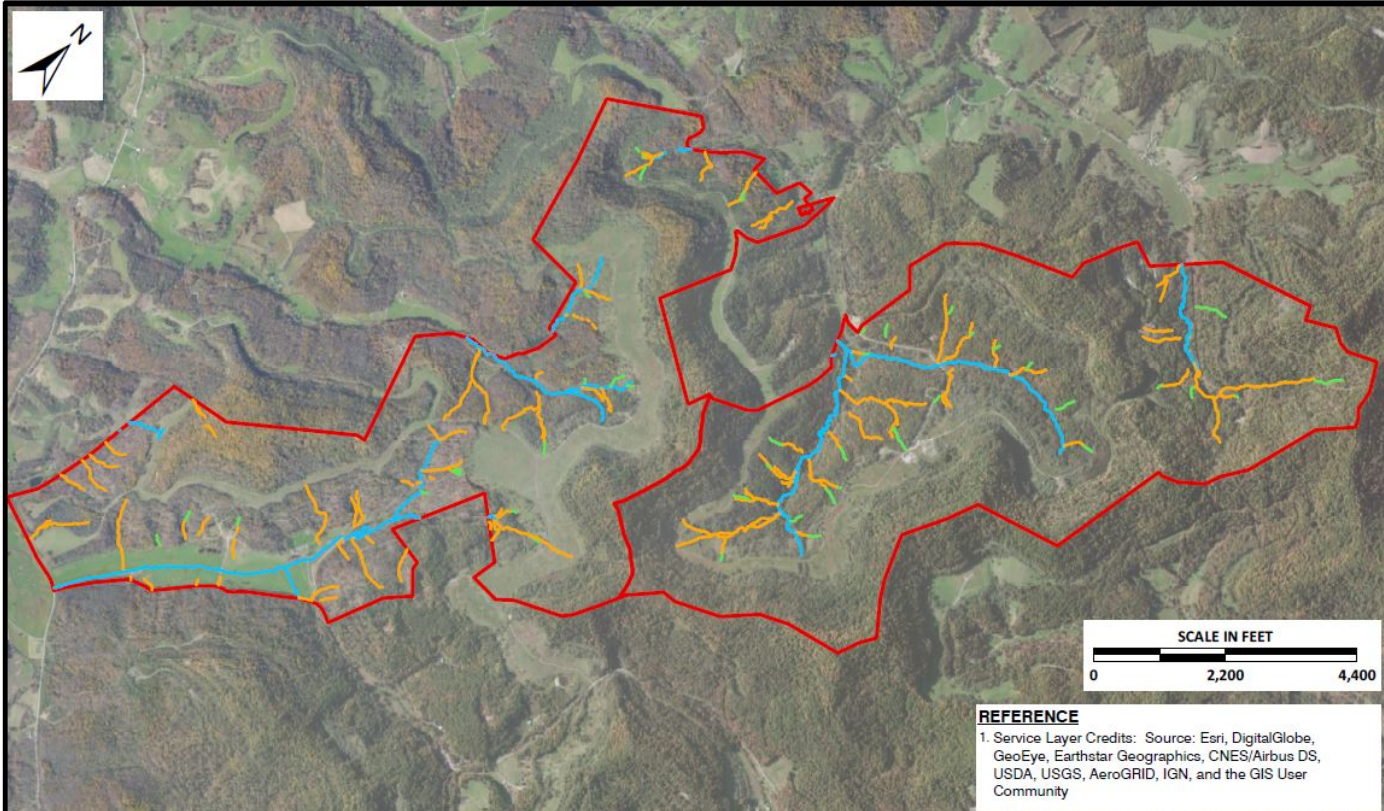 N
SCALE IN FEET
0 2,200 4,400
REFERENCE
1. Service Layer Credits: Source: Esri, DigitalGlobe,
GeoEye, Earthstar Geographics, CNES/Airbus DS,
USDA, USGS, AeroGRID, IGN, and the GIS User
Community